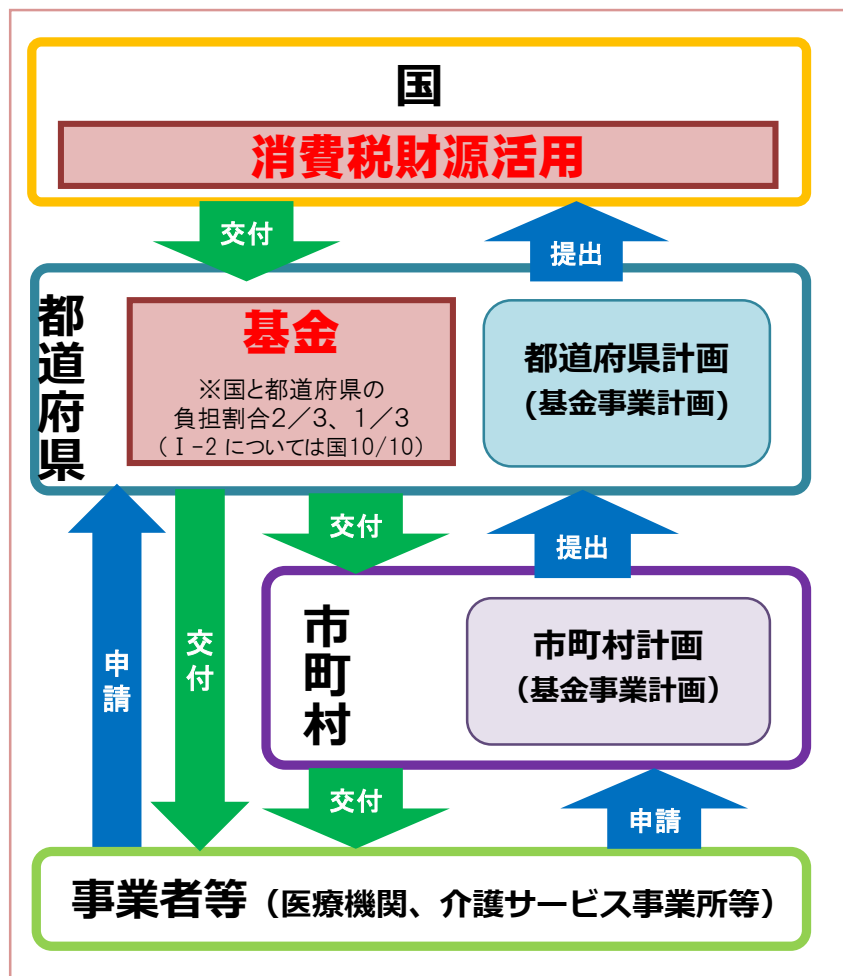 国
消費税財源活用
交付
提出
都道府県
基金
※国と都道府県の
負担割合2/3、1/3
(Ⅰ-2については国10/10)
都道府県計画
(基金事業計画)
交付
提出
申請
交付
市町村
市町村計画
(基金事業計画)
交付
申請
事業者等(医療機関、介護サービス事業所等)